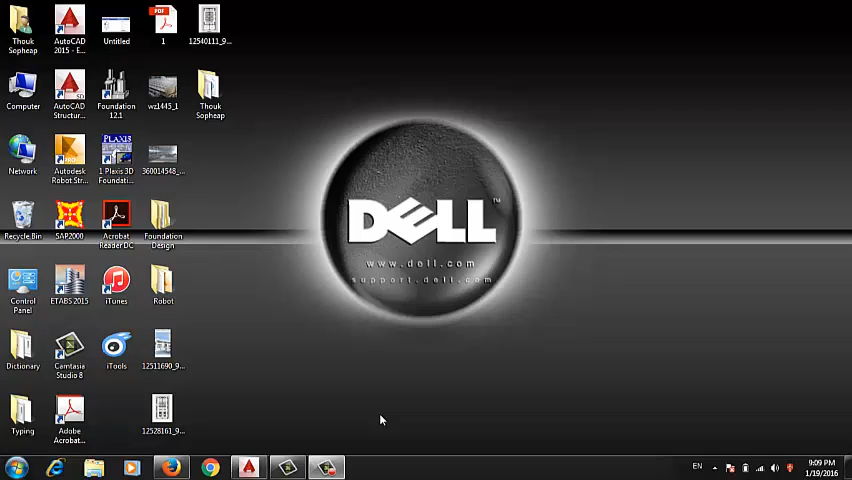 Thouk
Sopheap
AutoCAD
2015 - E...
Untitled
PDF
1
12540111_9...
Computer
AutoCAD
Structur...
Foundation
12.1
wz1445_1
Thouk
Sopheap
Network
Autodesk
Robot Str...
PLAXIS
1 Plaxis 3D
Foundati...
360014548_...
Recycle Bin
SAP2000
Acrobat
Reader DC
Foundation
Design
Control
Panel
ETABS 2015
iTunes
Robot
Dictionary
Camtasia
Studio 8
iTools
12511690_9...
Typing
Adobe
Acrobat...
12528161_9...
DELL™
www.dell.com
support.dell.com
EN
9:09 PM
1/19/2016